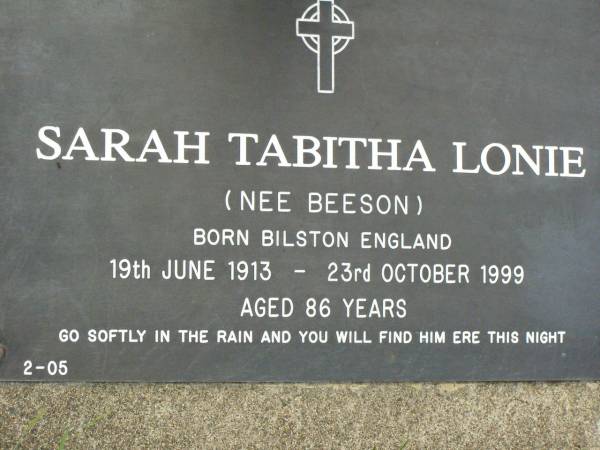 SARAH TABITHA LONIE
(NEE BEESON)
BORN BILSTON ENGLAND
19th JUNE 1913 - 23rd OCTOBER 1999
AGED 86 YEARS
GO SOFTLY IN THE RAIN AND YOU WILL FIND HIM ERE THIS NIGHT
2-05